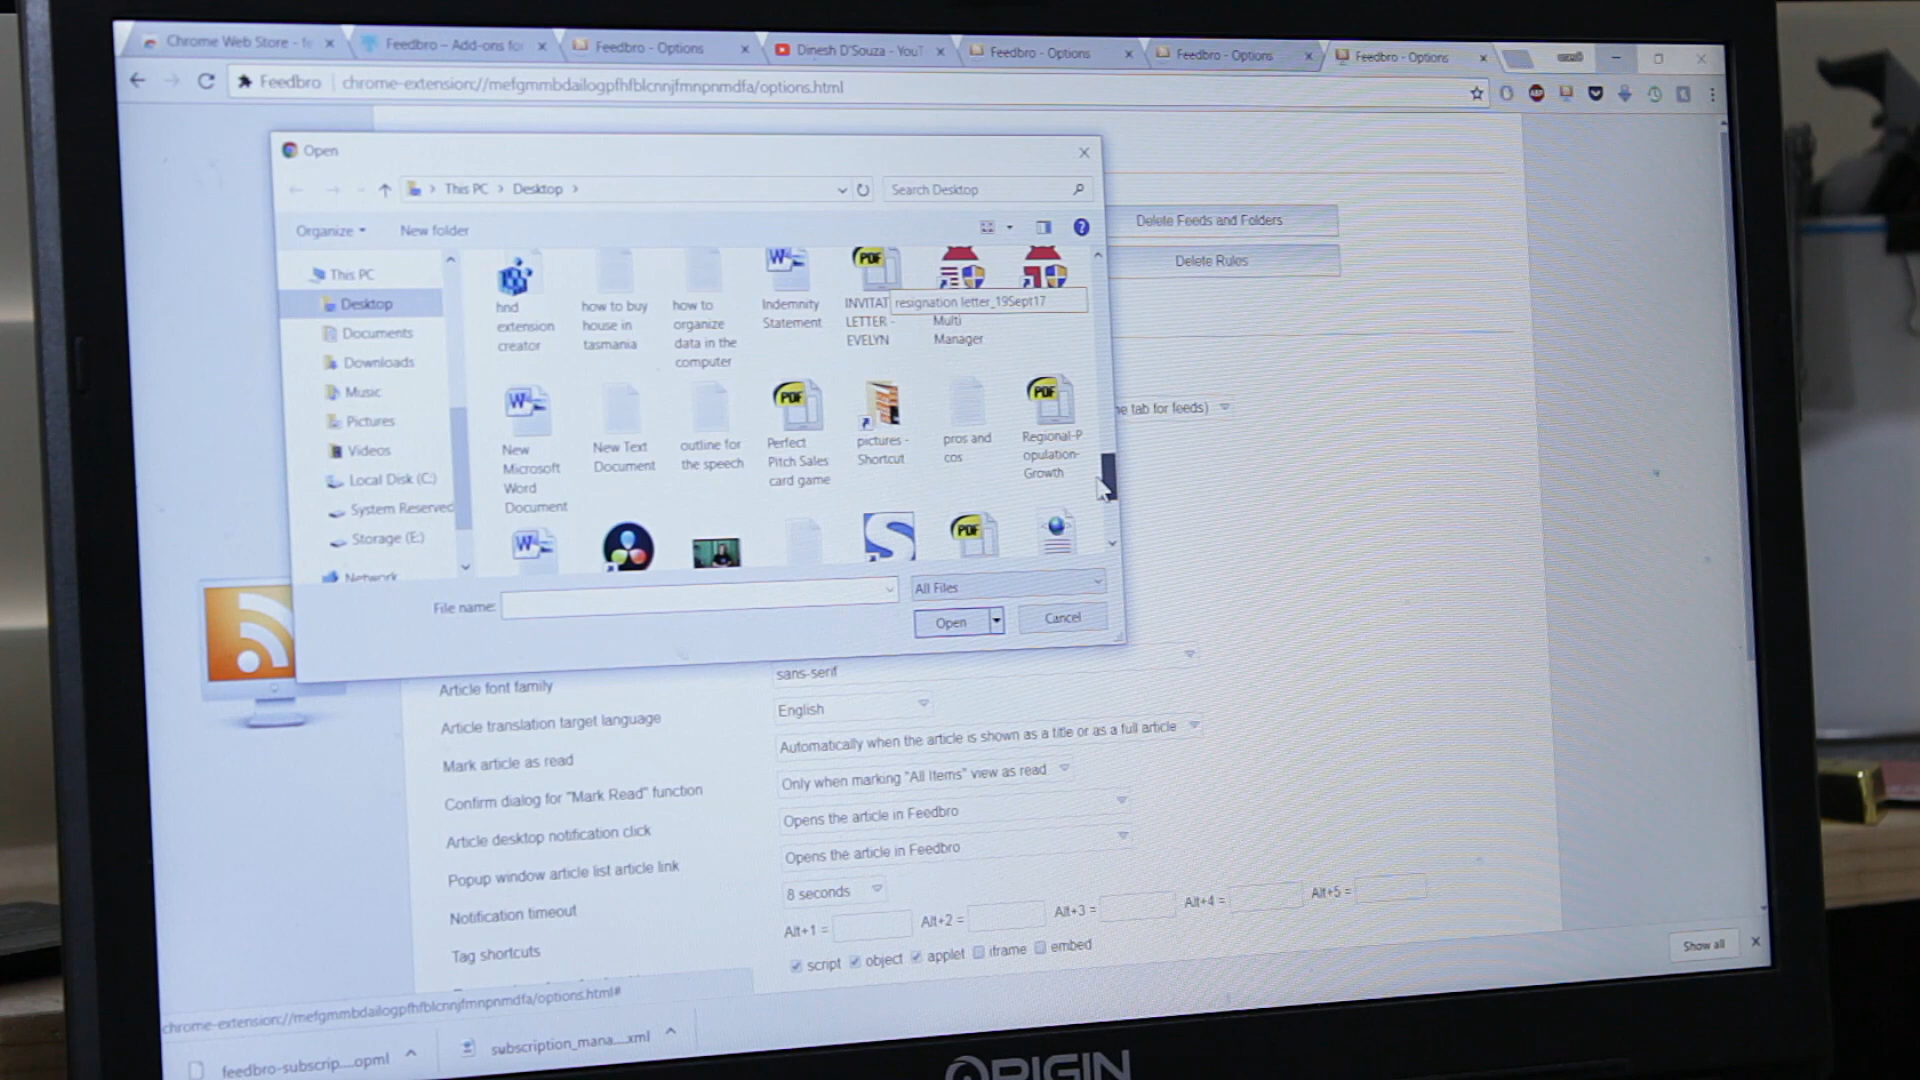 Chrome Web Store - fe
Feedbro – Add-ons for
Feedbro - Options
Dinesh D'Souza - YouT
Feedbro - Options
Feedbro - Options
Feedbro - Options
Feedbro
chrome-extension://mefgmmbdailogpfhfblcnnjfmnpnmdfa/options.html
ABP
Open
This PC > Desktop >
Search Desktop
Organize
New folder
Delete Feeds and Folders
Delete Rules
This PC
Desktop
Documents
Downloads
Music
Pictures
Videos
Local Disk (C:)
System Reserved
Storage (E:)
Network
hnd
extension
creator
how to buy
house in
tasmania
how to
organize
data in the
computer
Indemnity
Statement
PDF
INVITAT
LETTER -
EVELYN
resignation letter_19Sept17
Multi
Manager
New
Microsoft
Word
Document
New Text
Document
outline for
the speech
PDF
Perfect
Pitch Sales
card game
pictures -
Shortcut
pros and
cos
PDF
Regional-P
opulation-
Growth
PDF
e tab for feeds)
File name:
All Files
Open
Cancel
Article font family
sans-serif
Article translation target language
English
Mark article as read
Automatically when the article is shown as a title or as a full article
Confirm dialog for "Mark Read" function
Only when marking "All Items" view as read
Article desktop notification click
Opens the article in Feedbro
Popup window article list article link
Opens the article in Feedbro
Notification timeout
8 seconds
Tag shortcuts
Alt+1 =
Alt+2 =
Alt+3 =
Alt+4 =
Alt+5 =
script
object
applet
iframe
embed
chrome-extension://mefgmmbdailogpfhfblcnnjfmnpnmdfa/options.html#
feedbro-subscrip....opml
subscription_mana....xml
Show all
ORIGIN